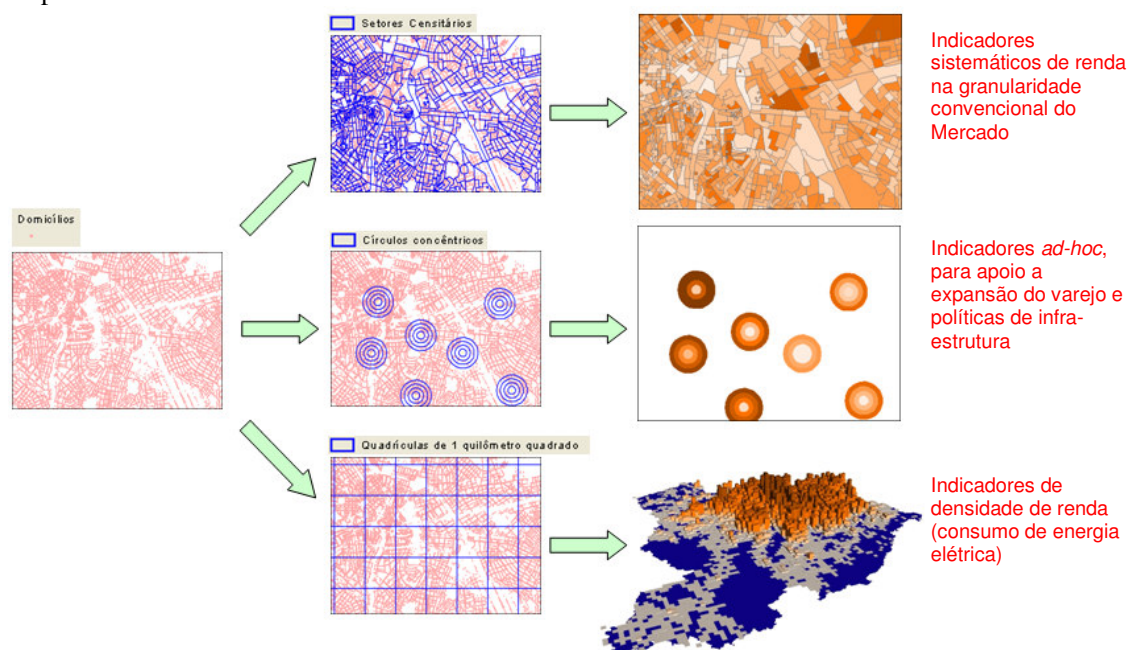 Setores Censitários
Indicadores
sistemáticos de renda
na granularidade
convencional do
Mercado
Domicílios
Círculos concêntricos
Indicadores ad-hoc,
para apoio a
expansão do varejo e
políticas de infra-
estrutura
Quadrículas de 1 quilômetro quadrado
Indicadores de
densidade de renda
(consumo de energia
elétrica)